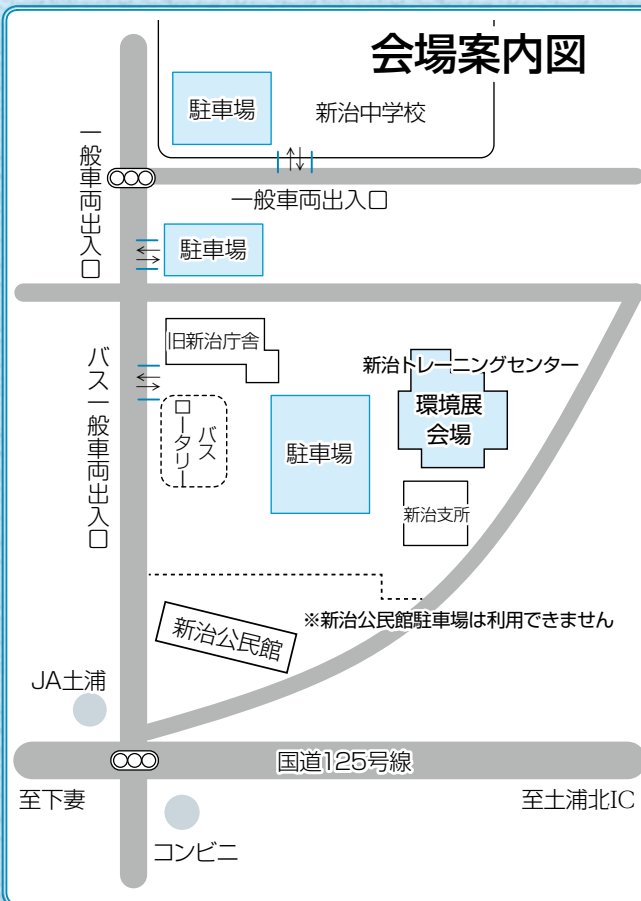 会場案内図
駐車場
新治中学校
一般車両出入口
一般車両出入口
駐車場
旧新治庁舎
新治トレーニングセンター
環境展
会場
バス一般車両出入口
バス
ロータリー
駐車場
新治支所
※新治公民館駐車場は利用できません
新治公民館
JA土浦
国道125号線
至下妻
至土浦北IC
コンビニ